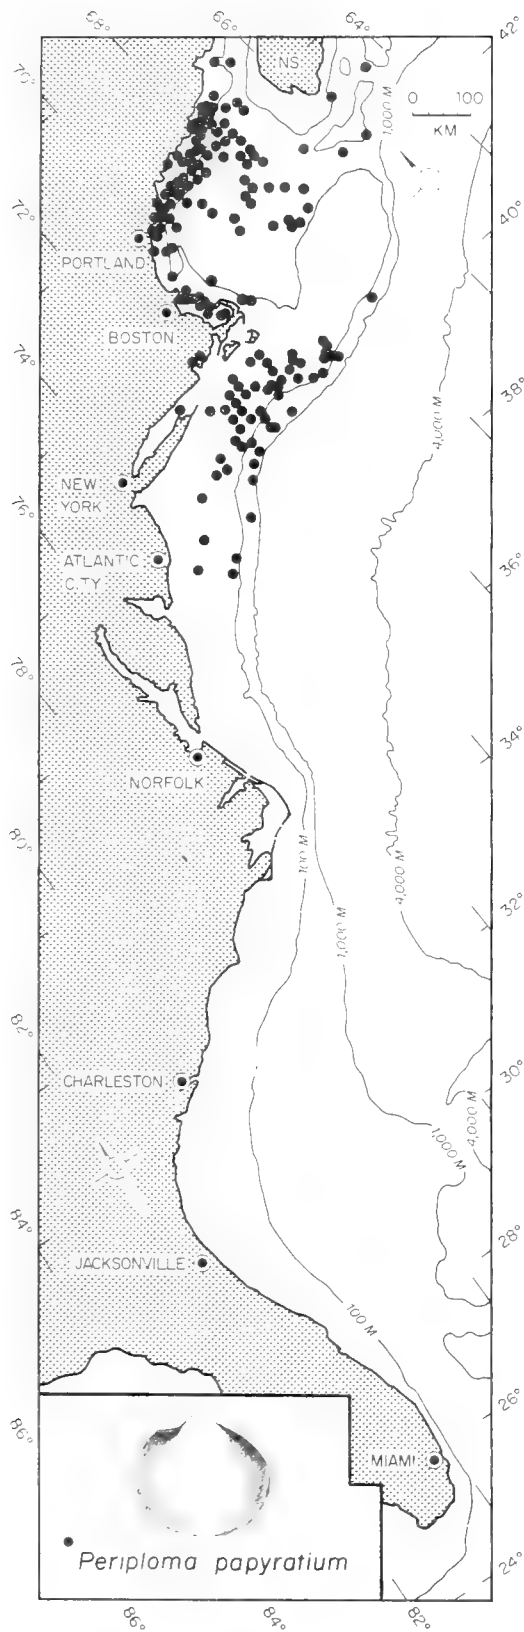 68°
66°
64°
42°
70°
NS
0 100
KM
1,000 M
72°
40°
PORTLAND
BOSTON
74°
38°
4,000 M
NEW
YORK
76°
ATLANTIC
CITY
36°
78°
34°
NORFOLK
80°
100 M
1,000 M
4,000 M
32°
82°
CHARLESTON
30°
4,000 M
1,000 M
84°
JACKSONVILLE
28°
100 M
26°
86°
MIAMI
Periploma papyratium
24°
86°
84°
82°